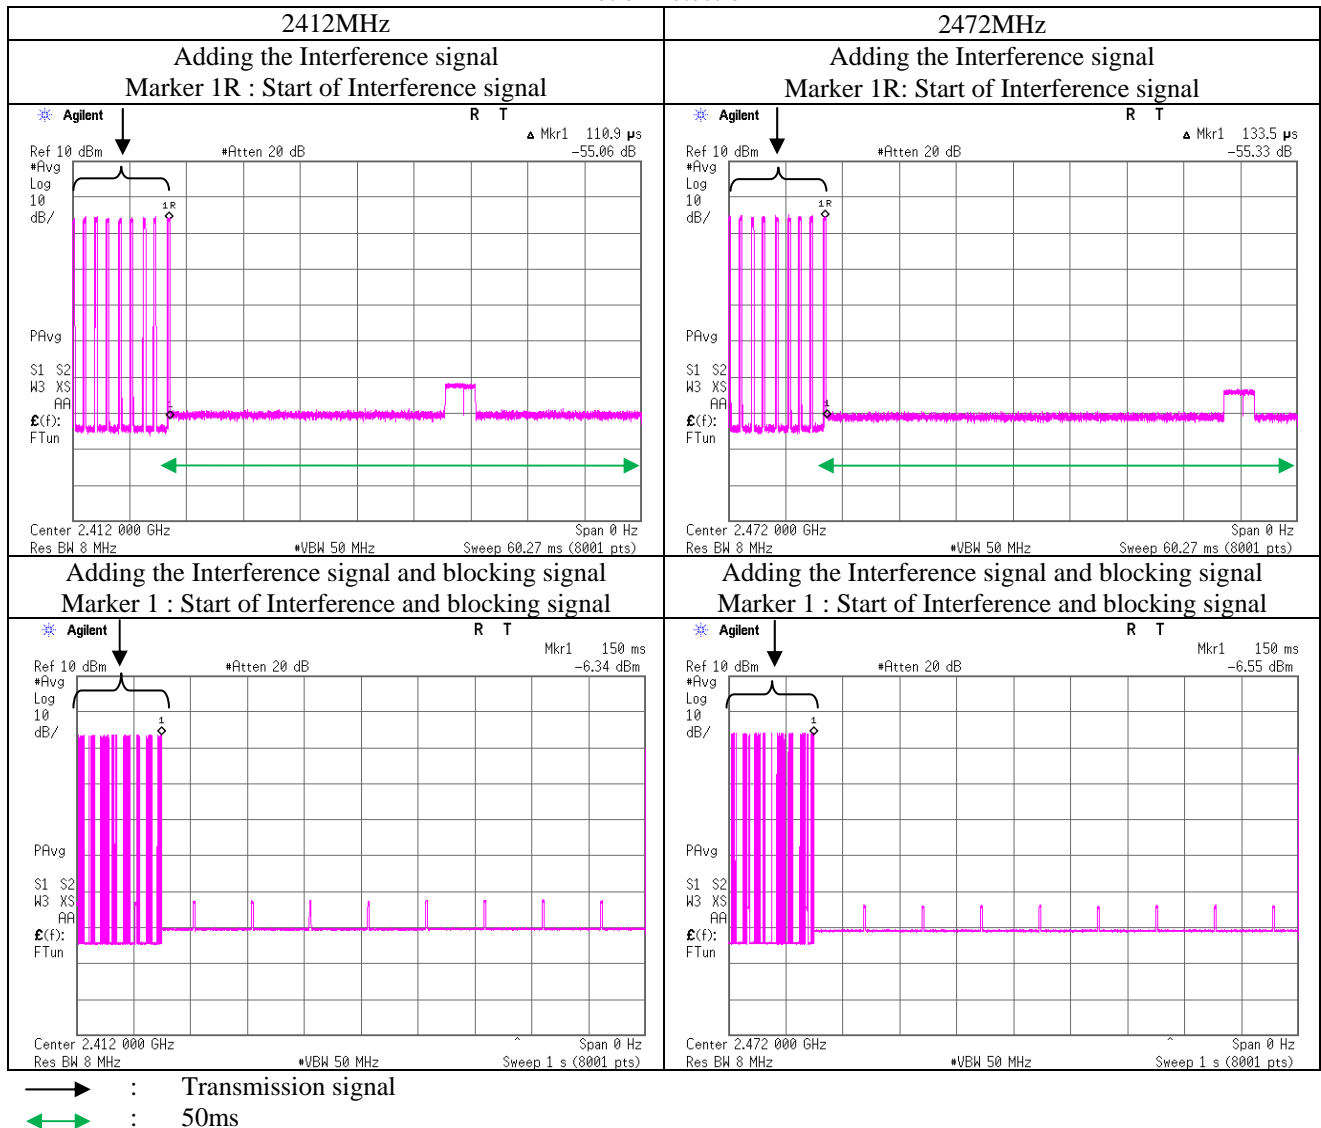 2412MHz
2472MHz
Adding the Interference signal
Marker 1R : Start of Interference signal
Adding the Interference signal
Marker 1R: Start of Interference signal
Agilent
R T
Δ Mkr1 110.9 µs
Ref 10 dBm
#Atten 20 dB
-55.06 dB
#Avg
Log
10
dB/
1R
PAvg
S1 S2
W3 XS
AA
1
£(f):
FTun
Center 2.412 000 GHz
Span 0 Hz
Res BW 8 MHz
#VBW 50 MHz
Sweep 60.27 ms (8001 pts)
Agilent
R T
Δ Mkr1 133.5 µs
Ref 10 dBm
#Atten 20 dB
-55.33 dB
#Avg
Log
10
dB/
1R
PAvg
S1 S2
W3 XS
AA
1
£(f):
FTun
Center 2.472 000 GHz
Span 0 Hz
Res BW 8 MHz
#VBW 50 MHz
Sweep 60.27 ms (8001 pts)
Adding the Interference signal and blocking signal
Marker 1 : Start of Interference and blocking signal
Adding the Interference signal and blocking signal
Marker 1 : Start of Interference and blocking signal
Agilent
R T
Mkr1 150 ms
Ref 10 dBm
#Atten 20 dB
-6.34 dBm
#Avg
Log
10
dB/
1
PAvg
S1 S2
W3 XS
AA
£(f):
FTun
Center 2.412 000 GHz
^
Span 0 Hz
Res BW 8 MHz
#VBW 50 MHz
Sweep 1 s (8001 pts)
Agilent
R T
Mkr1 150 ms
Ref 10 dBm
#Atten 20 dB
-6.55 dBm
#Avg
Log
10
dB/
1
PAvg
S1 S2
W3 XS
AA
£(f):
FTun
Center 2.472 000 GHz
^
Span 0 Hz
Res BW 8 MHz
#VBW 50 MHz
Sweep 1 s (8001 pts)
: Transmission signal
: 50ms